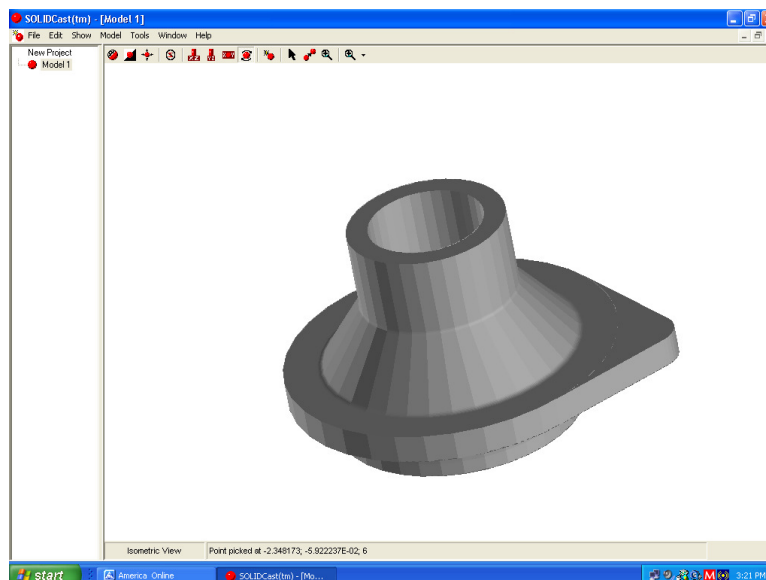 SOLIDCast(tm) - [Model 1]
File Edit Show Model Tools Window Help
New Project
Model 1
Isometric View
Point picked at -2.348173; -5.922237E-02; 6
start
America Online
SOLIDCast(tm) - [Mo...
3:21 PM